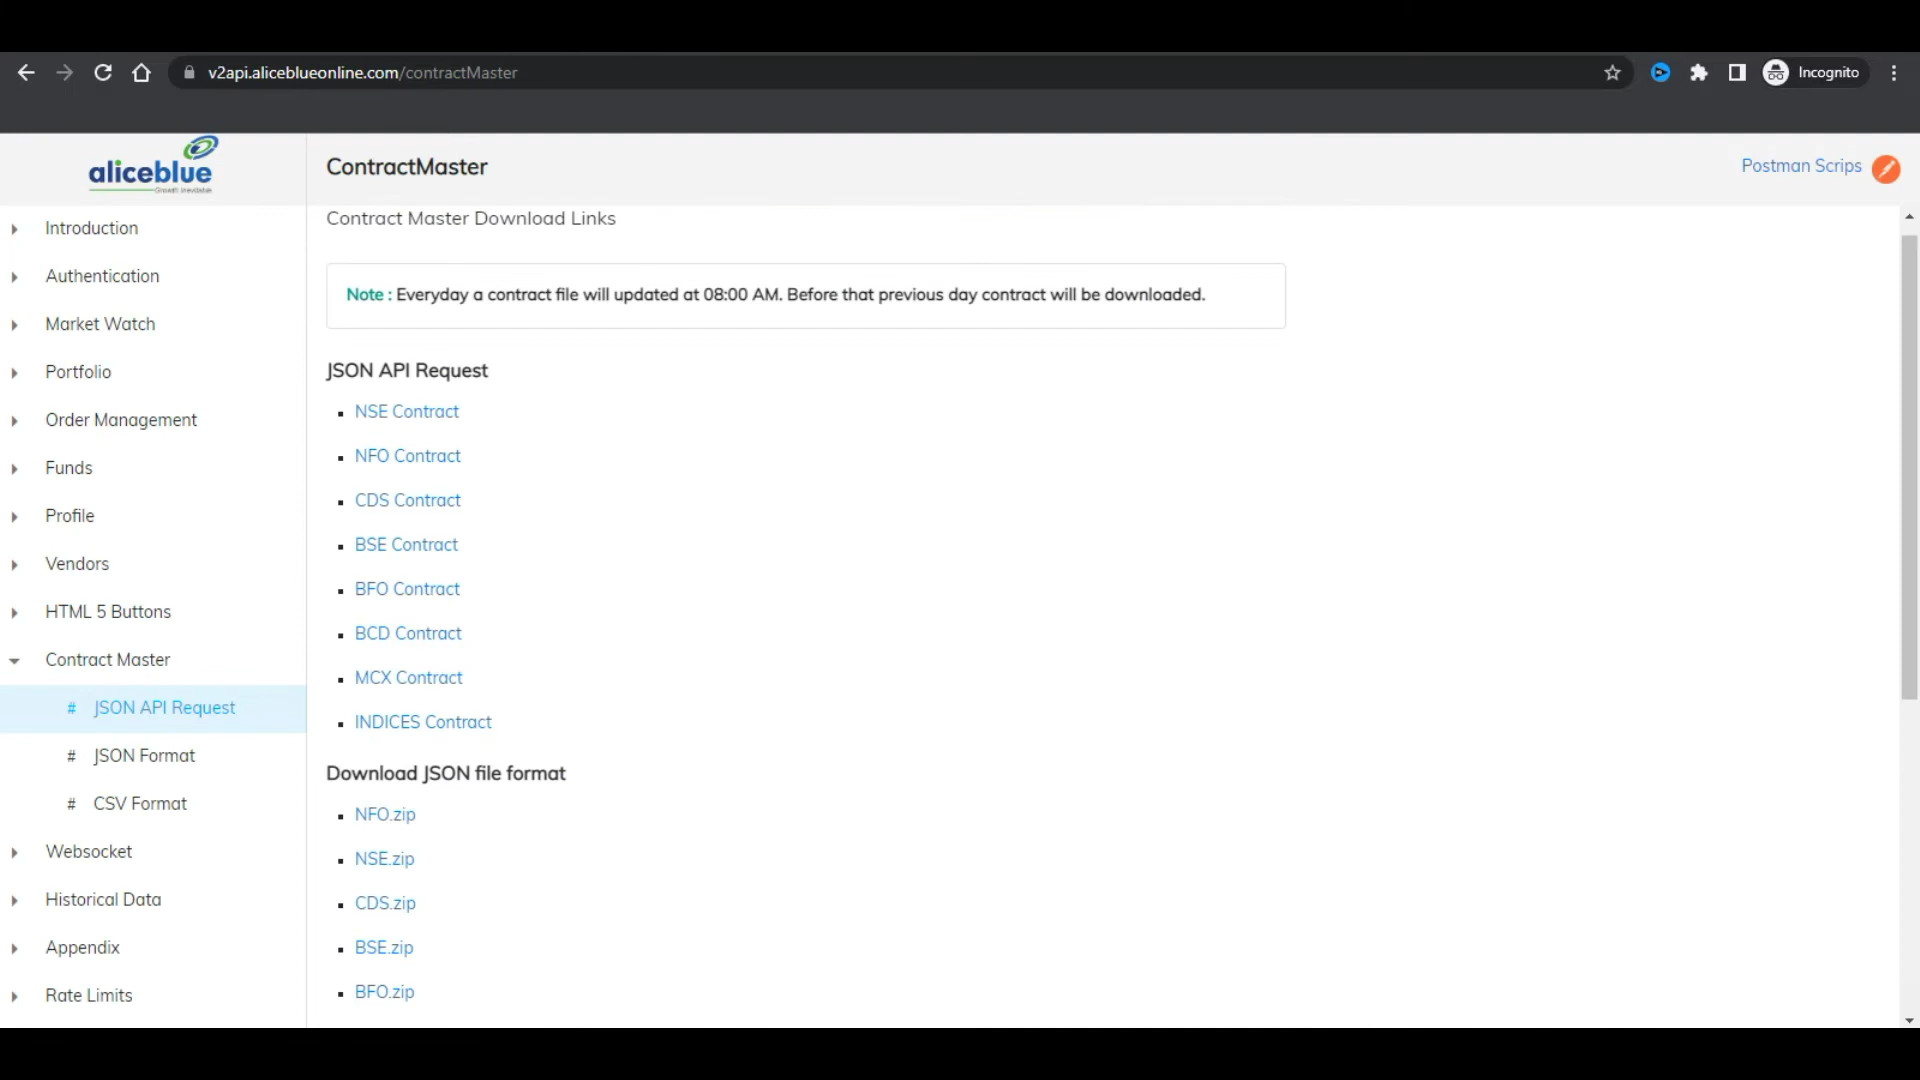 v2api.aliceblueonline.com/contractMaster
Incognito
aliceblue
Growth Inevitable
ContractMaster
Postman Scrips
Introduction
Authentication
Market Watch
Portfolio
Order Management
Funds
Profile
Vendors
HTML 5 Buttons
Contract Master
# JSON API Request
# JSON Format
# CSV Format
Websocket
Historical Data
Appendix
Rate Limits
Contract Master Download Links
Note : Everyday a contract file will updated at 08:00 AM. Before that previous day contract will be downloaded.
JSON API Request
NSE Contract
NFO Contract
CDS Contract
BSE Contract
BFO Contract
BCD Contract
MCX Contract
INDICES Contract
Download JSON file format
NFO.zip
NSE.zip
CDS.zip
BSE.zip
BFO.zip